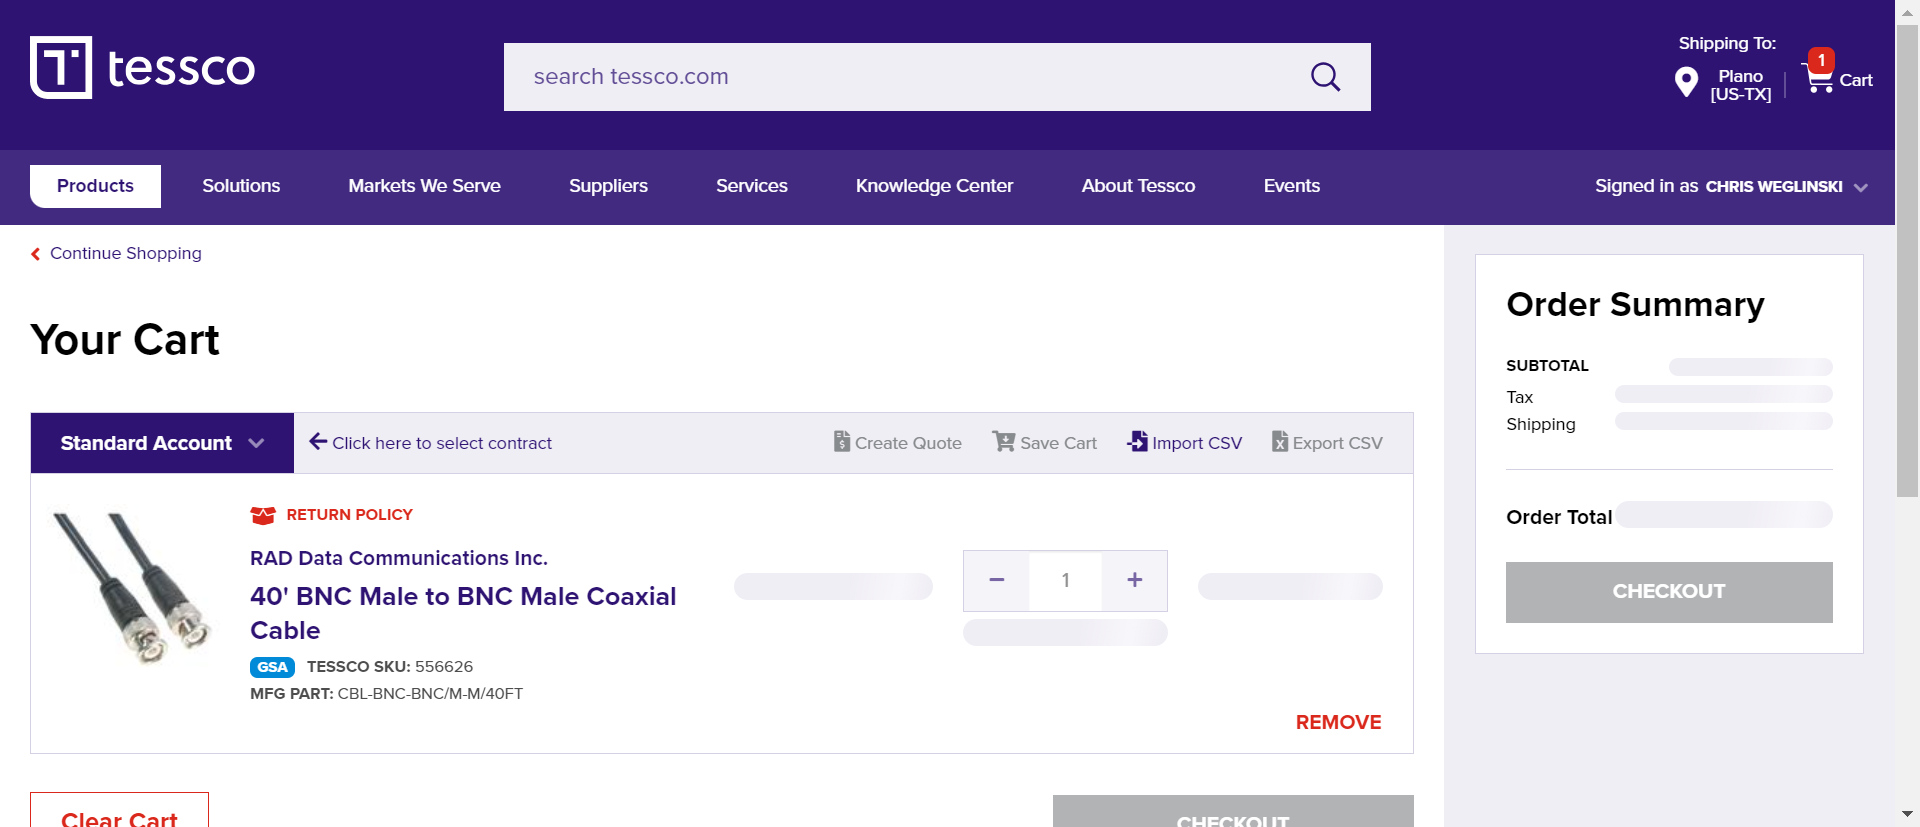 tessco
search tessco.com
Shipping To:
Plano
[US-TX]
1
Cart
Products
Solutions
Markets We Serve
Suppliers
Services
Knowledge Center
About Tessco
Events
Signed in as CHRIS WEGLINSKI
Continue Shopping
Your Cart
Standard Account
Click here to select contract
Create Quote
Save Cart
Import CSV
Export CSV
RETURN POLICY
RAD Data Communications Inc.
40' BNC Male to BNC Male Coaxial
Cable
GSA TESSCO SKU: 556626
MFG PART: CBL-BNC-BNC/M-M/40FT
− 1 +
REMOVE
Clear Cart
CHECKOUT
Order Summary
SUBTOTAL
Tax
Shipping
Order Total
CHECKOUT